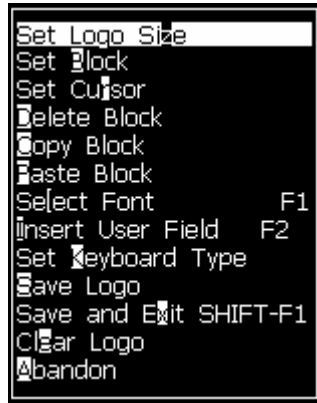 Set Logo Size
Set Block
Set Cursor
Delete Block
Copy Block
Paste Block
Select Font F1
Insert User Field F2
Set Keyboard Type
Save Logo
Save and Exit SHIFT-F1
Clear Logo
Abandon